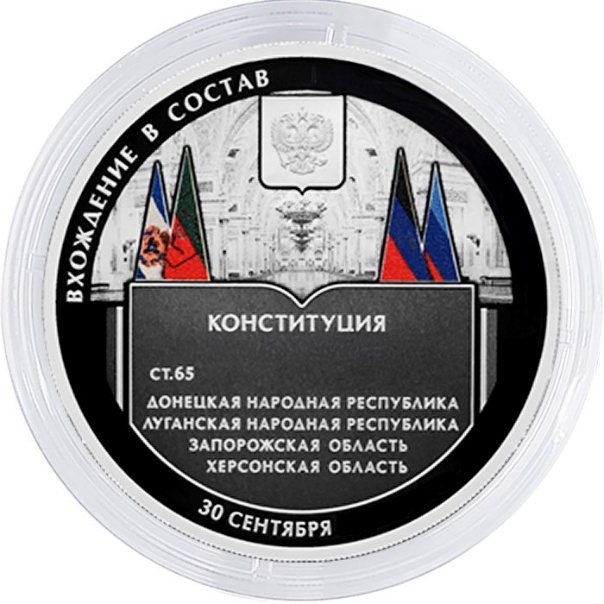 ВХОЖДЕНИЕ В СОСТАВ
КОНСТИТУЦИЯ
СТ.65
ДОНЕЦКАЯ НАРОДНАЯ РЕСПУБЛИКА
ЛУГАНСКАЯ НАРОДНАЯ РЕСПУБЛИКА
ЗАПОРОЖСКАЯ ОБЛАСТЬ
ХЕРСОНСКАЯ ОБЛАСТЬ
30 СЕНТЯБРЯ